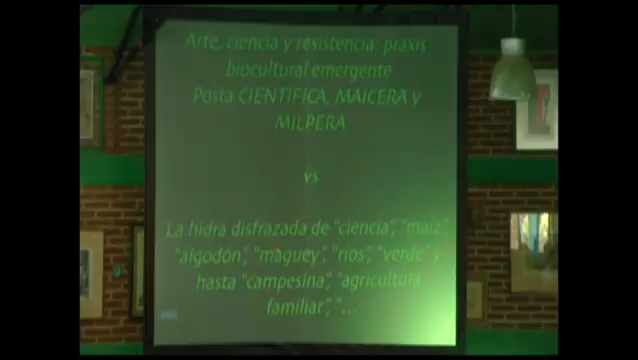 Arte, ciencia y resistencia: praxis
biocultural emergente
Posta CIENTIFICA, MAICERA y
MILPERA
vs
La hidra disfrazada de "ciencia", "maíz",
"algodón", "maguey", "ríos", "verde" y
hasta "campesina", "agricultura
familiar", "...